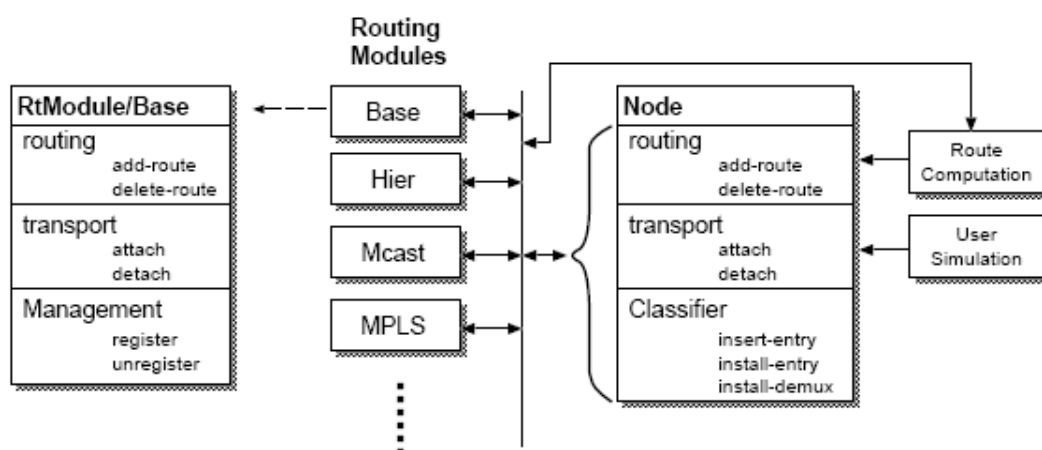 Routing
Modules
RtModule/Base
routing
add-route
delete-route
transport
attach
detach
Management
register
unregister
Base
Hier
Mcast
MPLS
Node
routing
add-route
delete-route
transport
attach
detach
Classifier
insert-entry
install-entry
install-demux
Route
Computation
User
Simulation